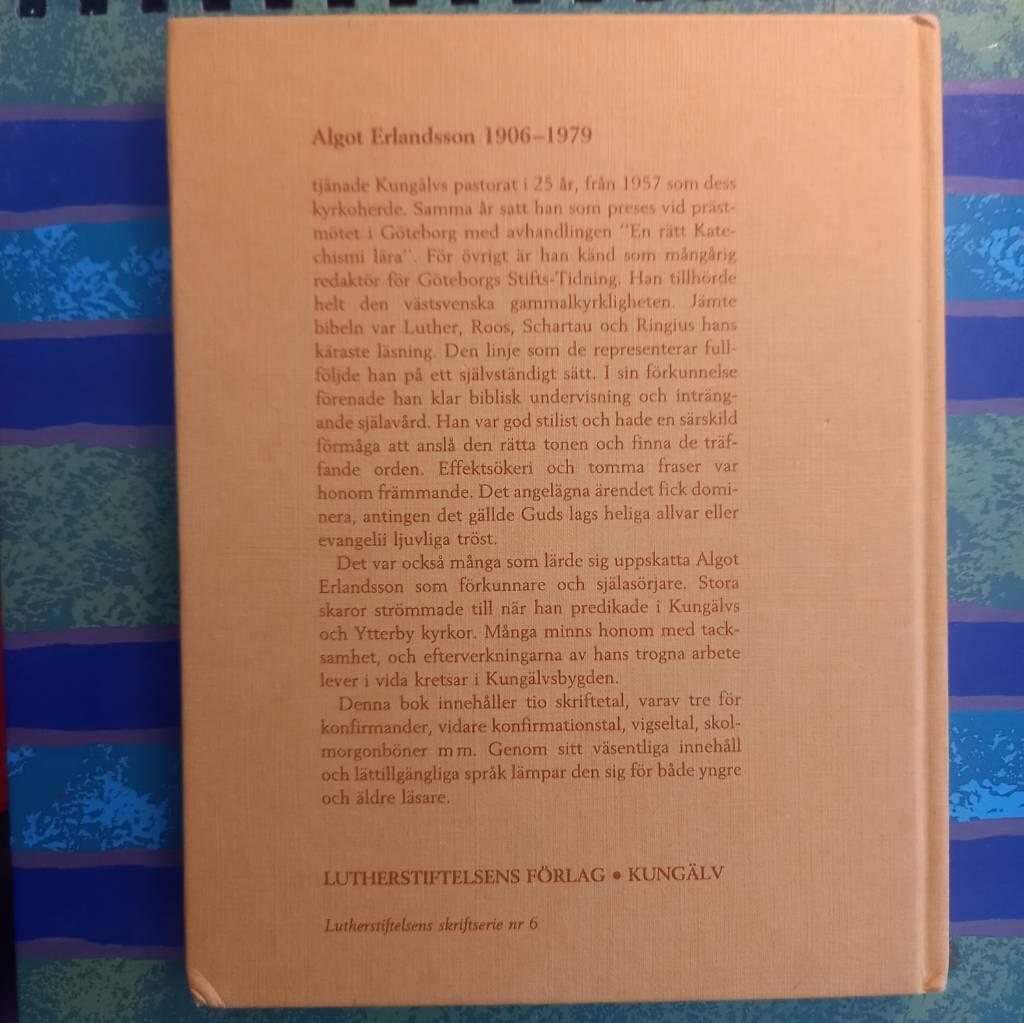 Algot Erlandsson 1906–1979
tjänade Kungälvs pastorat i 25 år, från 1957 som dess
kyrkoherde. Samma år satt han som preses vid präst-
mötet i Göteborg med avhandlingen "En rätt Kate-
chismi lära". För övrigt är han känd som mångårig
redaktör för Göteborgs Stifts-Tidning. Han tillhörde
helt den västsvenska gammalkyrkligheten. Jämte
bibeln var Luther, Roos, Schartau och Ringius hans
käraste läsning. Den linje som de representerar full-
följde han på ett självständigt sätt. I sin förkunnelse
förenade han klar biblisk undervisning och inträng-
ande själavård. Han var god stilist och hade en särskild
förmåga att anslå den rätta tonen och finna de träf-
fande orden. Effektsökeri och tomma fraser var
honom främmande. Det angelägna ärendet fick domi-
nera, antingen det gällde Guds lags heliga allvar eller
evangelii ljuvliga tröst.
Det var också många som lärde sig uppskatta Algot
Erlandsson som förkunnare och själasörjare. Stora
skaror strömmade till när han predikade i Kungälvs
och Ytterby kyrkor. Många minns honom med tack-
samhet, och efterverkningarna av hans trogna arbete
lever i vida kretsar i Kungälvsbygden.
Denna bok innehåller tio skriftetal, varav tre för
konfirmander, vidare konfirmationstal, vigseltal, skol-
morgonböner m m. Genom sitt väsentliga innehåll
och lättillgängliga språk lämpar den sig för både yngre
och äldre läsare.
LUTHERSTIFTELSENS FÖRLAG • KUNGÄLV
Lutherstiftelsens skriftserie nr 6